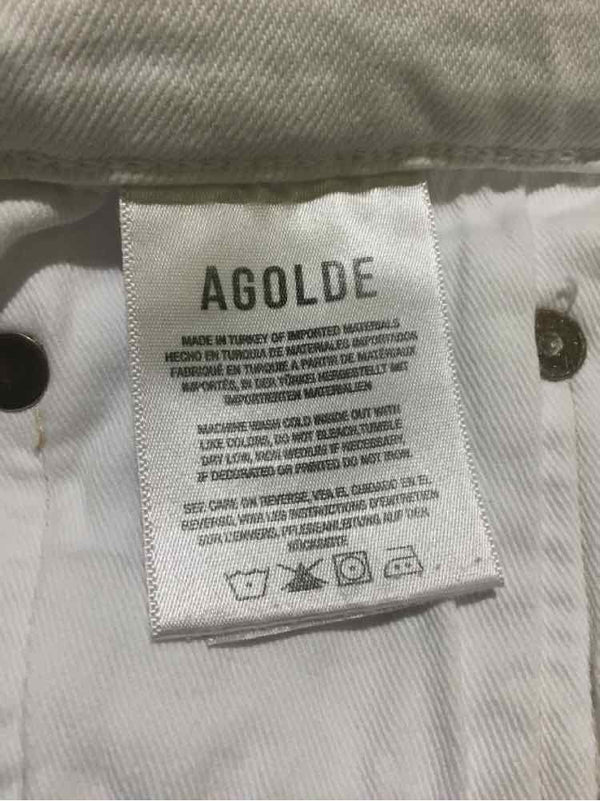 AGOLDE
MADE IN TURKEY OF IMPORTED MATERIALS
HECHO EN TURQUIA DE MATERIALES IMPORTADOS
FABRIQUÉ EN TURQUIE A PARTIR DE MATÉRIAUX
IMPORTÉS, IN DER TÜRKEI HERGESTELLT MIT
IMPORTIERTEN MATERIALIEN
MACHINE WASH COLD INSIDE OUT WITH
LIKE COLORS, DO NOT BLEACH, TUMBLE
DRY LOW, IRON MEDIUM IF NECESSARY,
IF DECORATED OR PRINTED DO NOT IRON.
SEE CARE ON REVERSE, VEA EL CUIDADO EN EL
REVERSO, VOIR LES INSTRUCTIONS D'ENTRETIEN
SUR L'ENVERS, PFLEGEANLEITUNG AUF DER
RÜCKSEITE